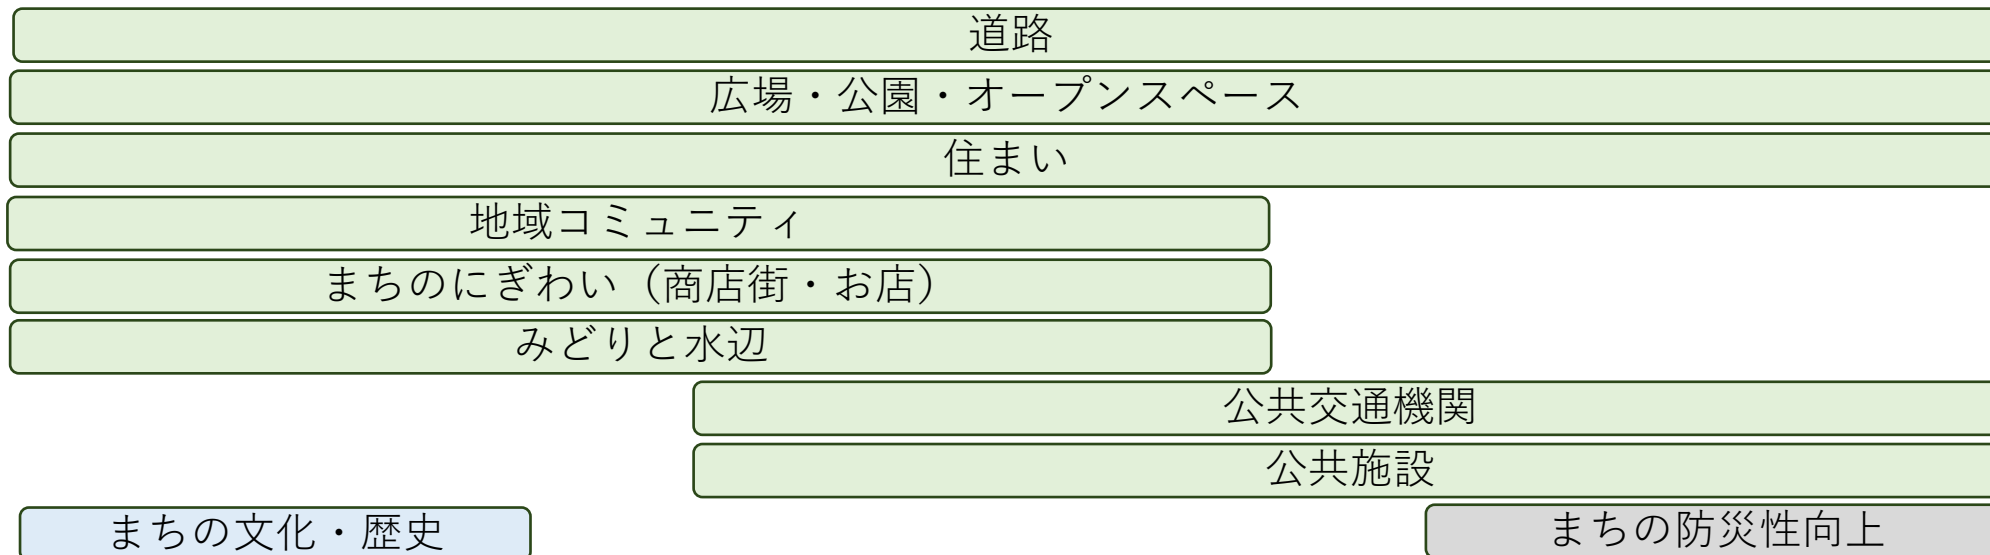 道路
広場・公園・オープンスペース
住まい
地域コミュニティ
まちのにぎわい（商店街・お店）
みどりと水辺
公共交通機関
公共施設
まちの文化・歴史
まちの防災性向上